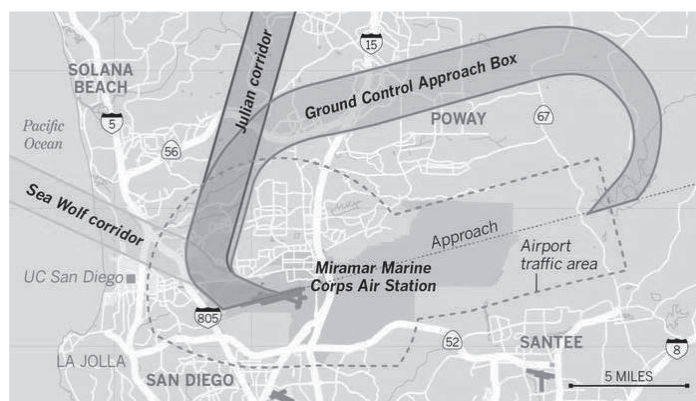 15
SOLANA
BEACH
Julian corridor
Ground Control Approach Box
5
Pacific
Ocean
56
POWAY
67
Sea Wolf corridor
Approach
Airport
traffic area
UC San Diego
Miramar Marine
Corps Air Station
805
LA JOLLA
52
SANTEE
8
SAN DIEGO
5 MILES